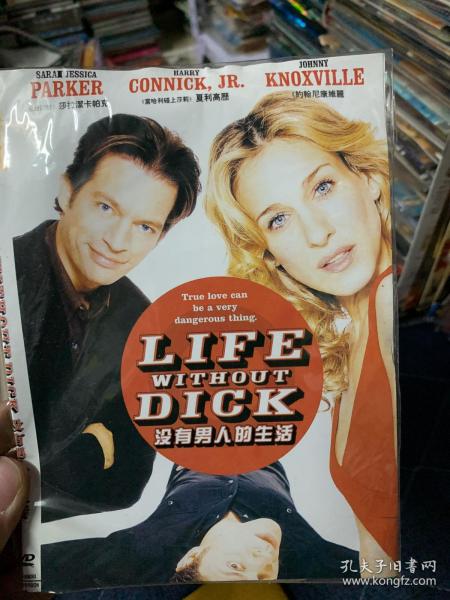 SARAH JESSICA
PARKER
莎拉潔卡帕克
HARRY
CONNICK, JR.
夏利高歷
JOHNNY
KNOXVILLE
約翰尼康維麗
True love can
be a very
dangerous thing.
LIFE
WITHOUT
DICK
没有男人的生活
孔夫子旧书网
www.kongfz.com